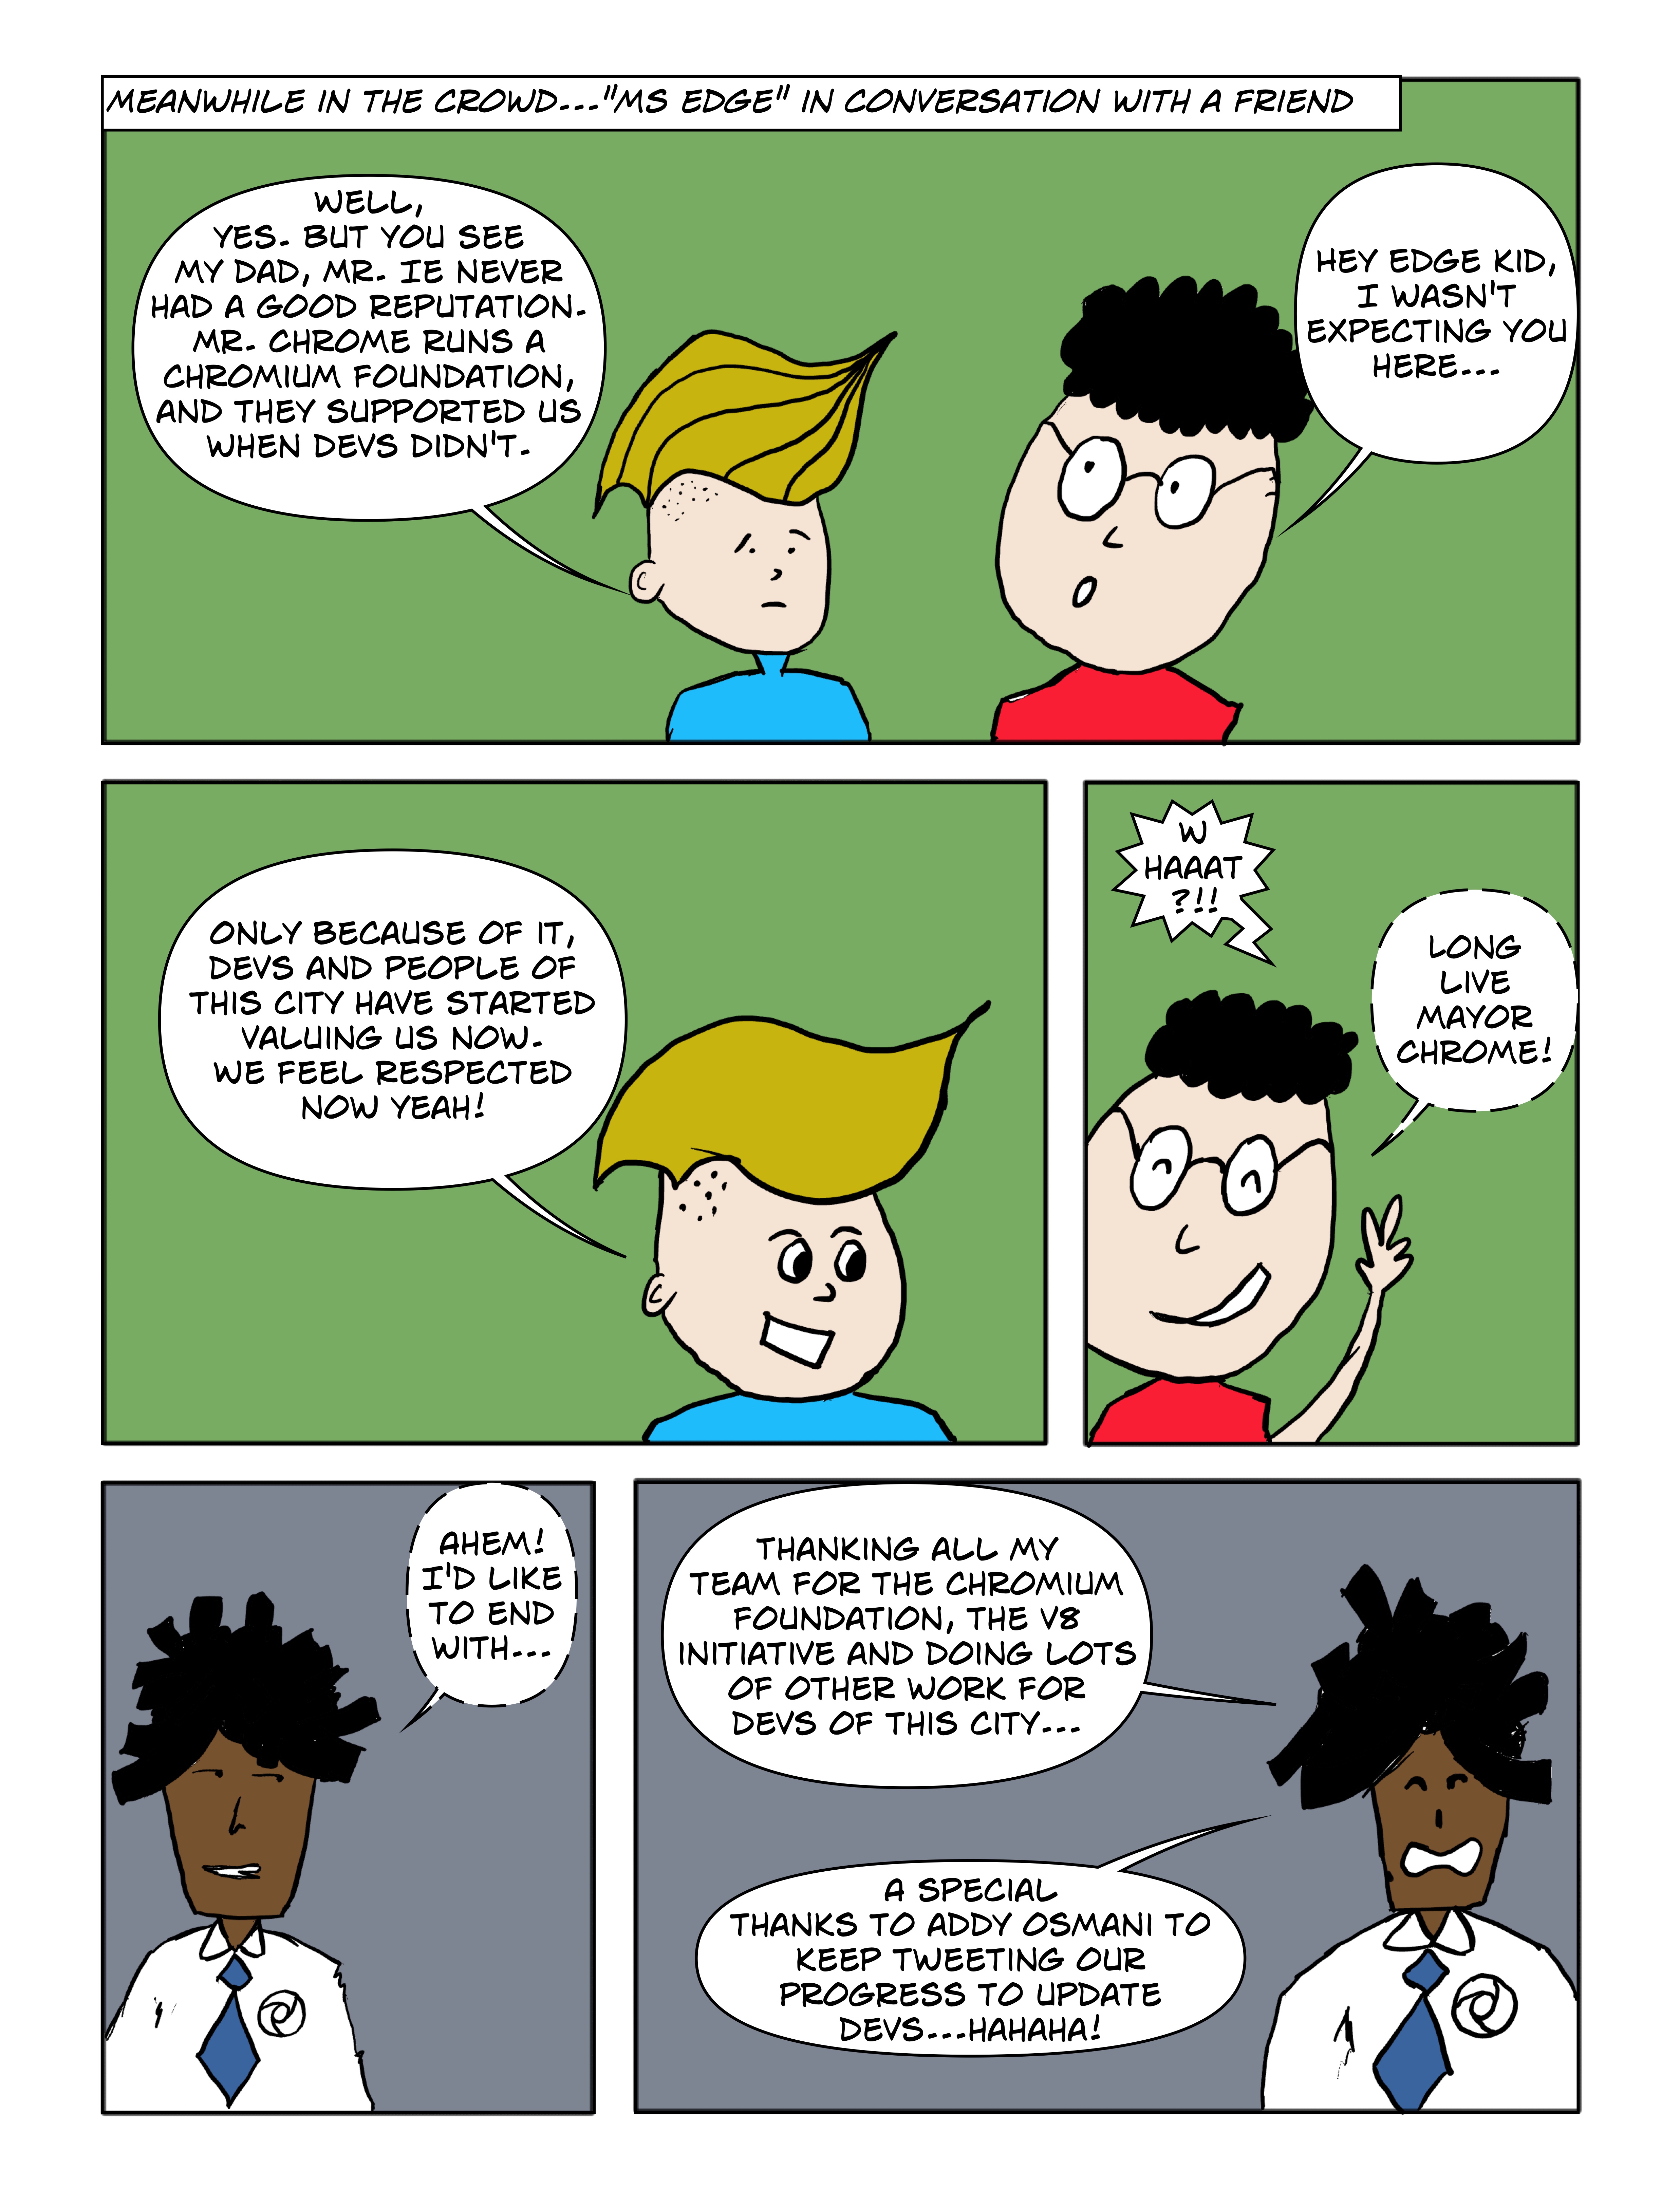 MEANWHILE IN THE CROWD..."MS EDGE" IN CONVERSATION WITH A FRIEND
HEY EDGE KID,
I WASN'T
EXPECTING YOU
HERE...
WELL,
YES. BUT YOU SEE
MY DAD, MR. IE NEVER
HAD A GOOD REPUTATION.
MR. CHROME RUNS A
CHROMIUM FOUNDATION,
AND THEY SUPPORTED US
WHEN DEVS DIDN'T.
ONLY BECAUSE OF IT,
DEVS AND PEOPLE OF
THIS CITY HAVE STARTED
VALUING US NOW.
WE FEEL RESPECTED
NOW YEAH!
W
HAAAT
?!!
LONG
LIVE
MAYOR
CHROME!
AHEM!
I'D LIKE
TO END
WITH...
THANKING ALL MY
TEAM FOR THE CHROMIUM
FOUNDATION, THE V8
INITIATIVE AND DOING LOTS
OF OTHER WORK FOR
DEVS OF THIS CITY...
A SPECIAL
THANKS TO ADDY OSMANI TO
KEEP TWEETING OUR
PROGRESS TO UPDATE
DEVS...HAHAHA!